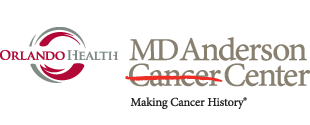 ORLANDO HEALTH
MD Anderson
Cancer Center
Making Cancer History®